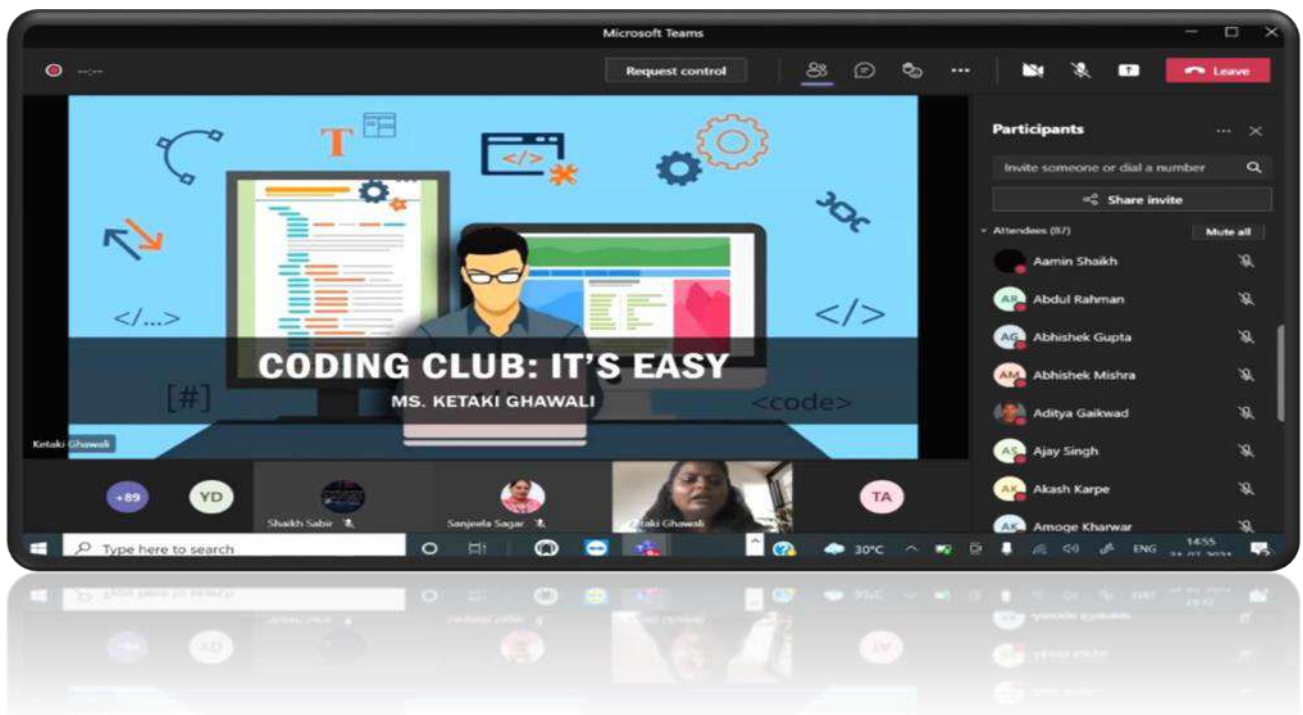 Microsoft Teams
--:--
Request control
Leave
T
</>
</...>
</>
[#]
<code>
CODING CLUB: IT'S EASY
MS. KETAKI GHAWALI
Ketaki Ghawali
Participants
Invite someone or dial a number
Share invite
Attendees (87)
Mute all
Aamin Shaikh
AR Abdul Rahman
AG Abhishek Gupta
AM Abhishek Mishra
Aditya Gaikwad
AS Ajay Singh
AK Akash Karpe
AK Amoge Kharwar
+89
YD
Shaikh Sabir
Sanjeela Sagar
Ghawali
TA
Type here to search
30°C
ENG
14:55